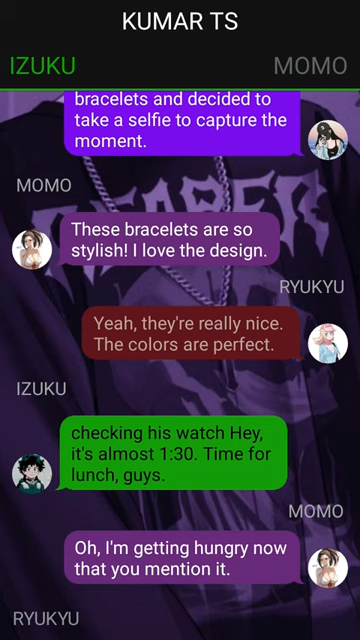 KUMAR TS
IZUKU MOMO
bracelets and decided to
take a selfie to capture the
moment.
MOMO
These bracelets are so
stylish! I love the design.
RYUKYU
Yeah, they're really nice.
The colors are perfect.
IZUKU
checking his watch Hey,
it's almost 1:30. Time for
lunch, guys.
MOMO
Oh, I'm getting hungry now
that you mention it.
RYUKYU